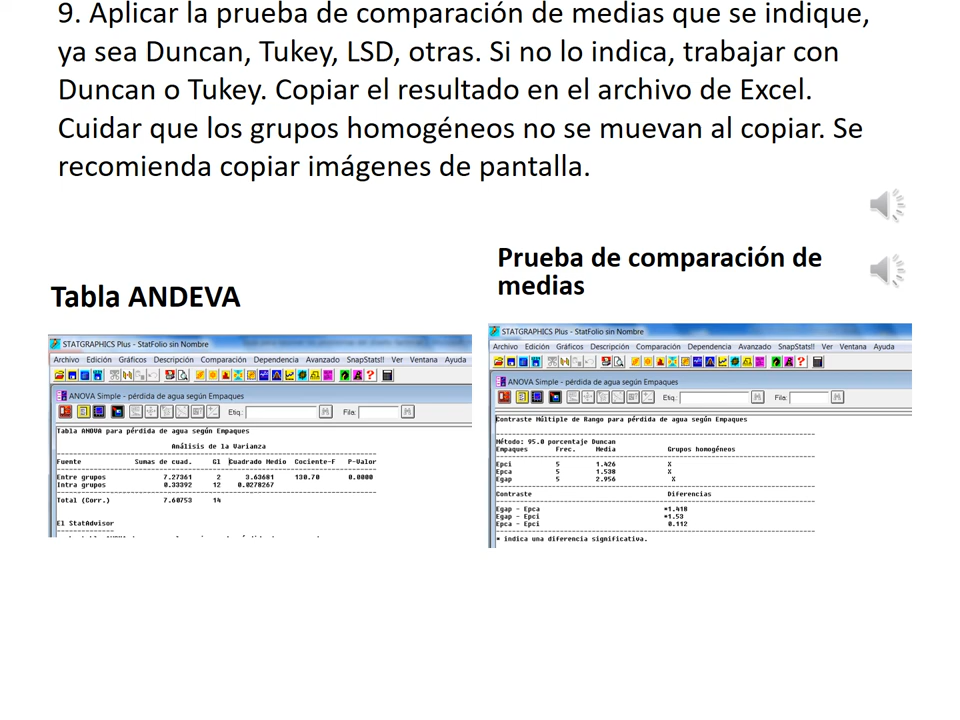 9. Aplicar la prueba de comparación de medias que se indique,
ya sea Duncan, Tukey, LSD, otras. Si no lo indica, trabajar con
Duncan o Tukey. Copiar el resultado en el archivo de Excel.
Cuidar que los grupos homogéneos no se muevan al copiar. Se
recomienda copiar imágenes de pantalla.
Tabla ANDEVA
STATGRAPHICS Plus - StatFolio sin Nombre
Archivo Edición Gráficos Descripción Comparación Dependencia Avanzado SnapStats!! Ver Ventana Ayuda
ANOVA Simple - pérdida de agua según Empaques
Etiq.: Fila:
Tabla ANOVA para pérdida de agua según Empaques
Análisis de la Varianza
Fuente Sumas de cuad. Gl Cuadrado Medio Cociente-F P-Valor
Entre grupos 7.27361 2 3.63681 130.70 0.0000
Intra grupos 0.33392 12 0.0278267
Total (Corr.) 7.60753 14
El StatAdvisor
Prueba de comparación de
medias
STATGRAPHICS Plus - StatFolio sin Nombre
Archivo Edición Gráficos Descripción Comparación Dependencia Avanzado SnapStats!! Ver Ventana Ayuda
ANOVA Simple - pérdida de agua según Empaques
Etiq.: Fila:
Contraste Múltiple de Rango para pérdida de agua según Empaques
Método: 95.0 porcentaje Duncan
Empaques Frec. Media Grupos homogéneos
Epci 5 1.426 X
Epca 5 1.538 X
Egap 5 2.956 X
Contraste Diferencias
Egap - Epca *1.418
Egap - Epci *1.53
Epca - Epci 0.112
* indica una diferencia significativa.